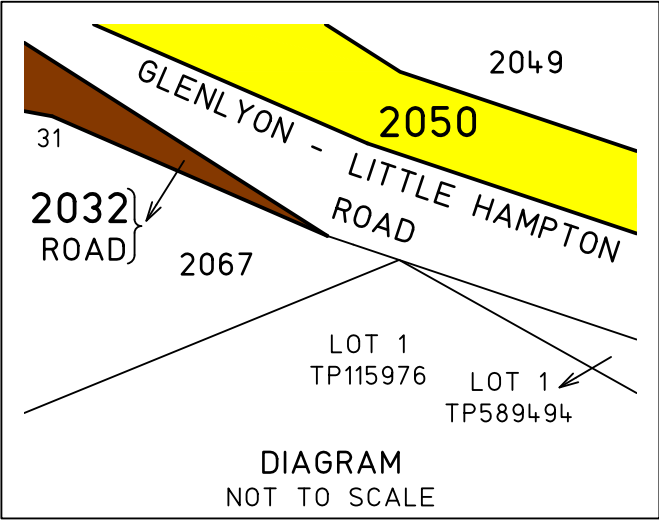 2049
2050
GLENLYON - LITTLE HAMPTON
ROAD
31
2032
ROAD
2067
LOT 1
TP115976
LOT 1
TP589494
DIAGRAM
NOT TO SCALE